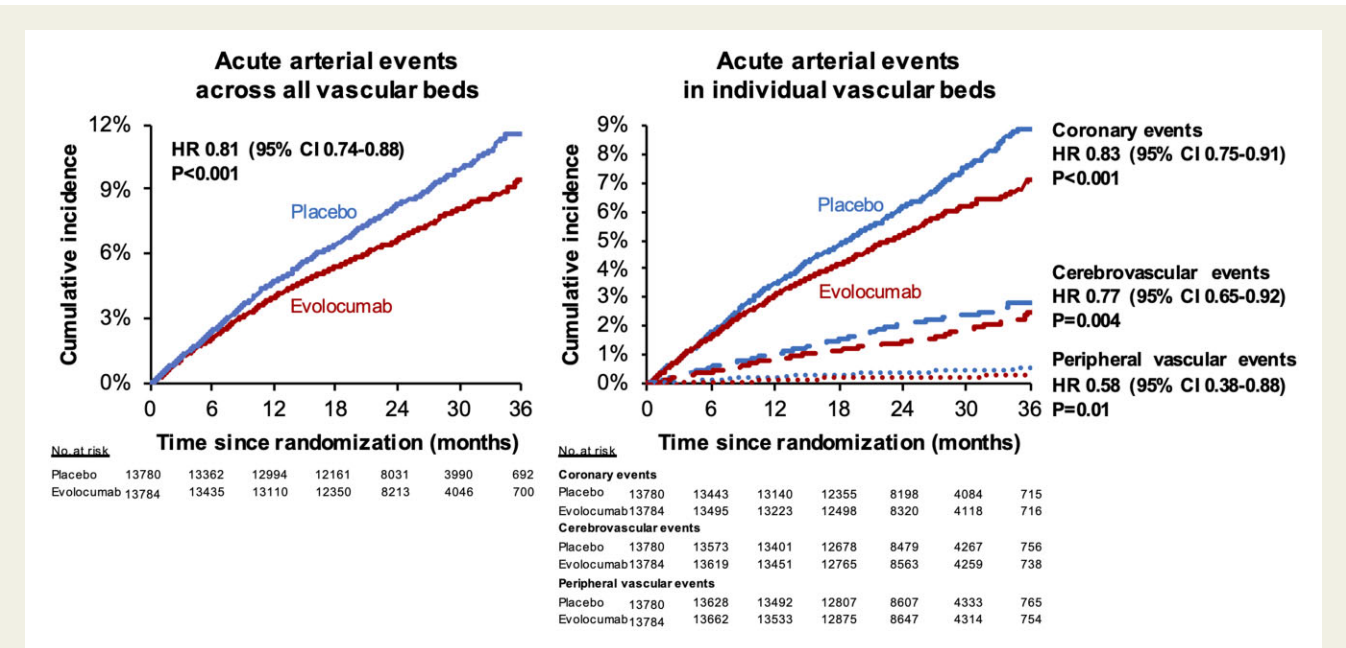 Acute arterial events
across all vascular beds
12%
9%
6%
3%
0%
Cumulative incidence
HR 0.81 (95% CI 0.74-0.88)
P<0.001
Placebo
Evolocumab
0 6 12 18 24 30 36
Time since randomization (months)
No. at risk
Placebo 13780 13362 12994 12161 8031 3990 692
Evolocumab 13784 13435 13110 12350 8213 4046 700
Acute arterial events
in individual vascular beds
9%
8%
7%
6%
5%
4%
3%
2%
1%
0%
Cumulative incidence
Placebo
Evolocumab
Coronary events
HR 0.83 (95% CI 0.75-0.91)
P<0.001
Cerebrovascular events
HR 0.77 (95% CI 0.65-0.92)
P=0.004
Peripheral vascular events
HR 0.58 (95% CI 0.38-0.88)
P=0.01
0 6 12 18 24 30 36
Time since randomization (months)
No. at risk
Coronary events
Placebo 13780 13443 13140 12355 8198 4084 715
Evolocumab 13784 13495 13223 12498 8320 4118 716
Cerebrovascular events
Placebo 13780 13573 13401 12678 8479 4267 756
Evolocumab 13784 13619 13451 12765 8563 4259 738
Peripheral vascular events
Placebo 13780 13628 13492 12807 8607 4333 765
Evolocumab 13784 13662 13533 12875 8647 4314 754